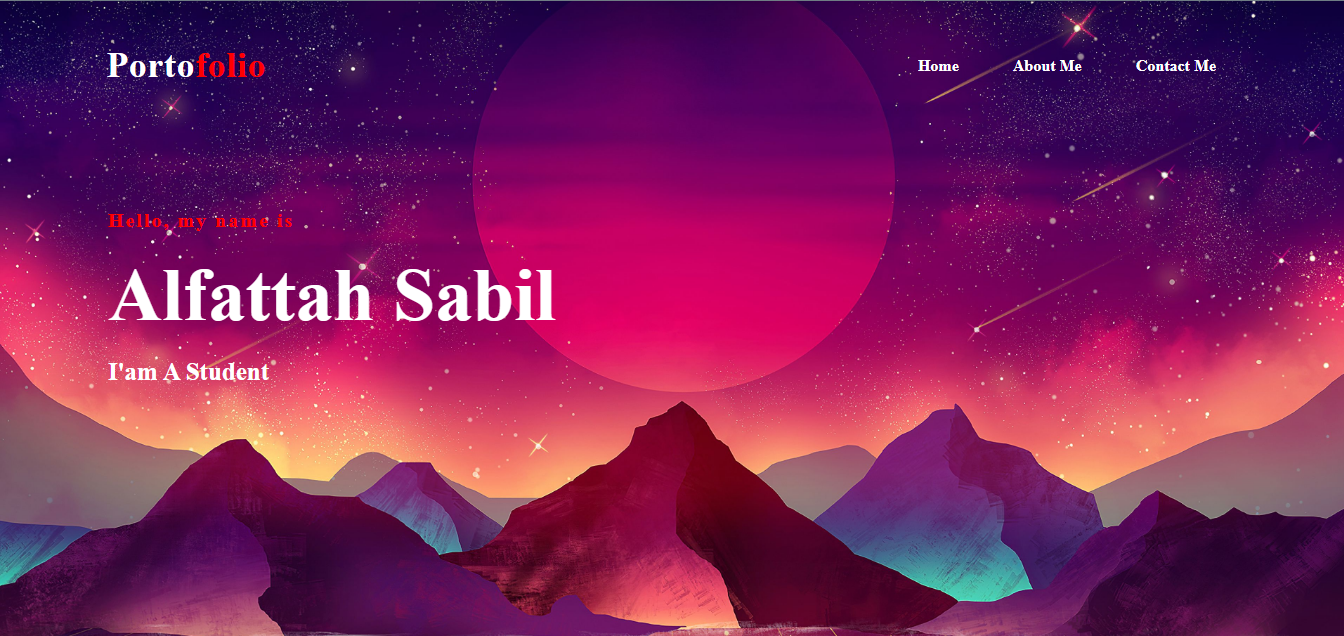 Portofolio
Home About Me Contact Me
Hello, my name is
Alfattah Sabil
I'am A Student